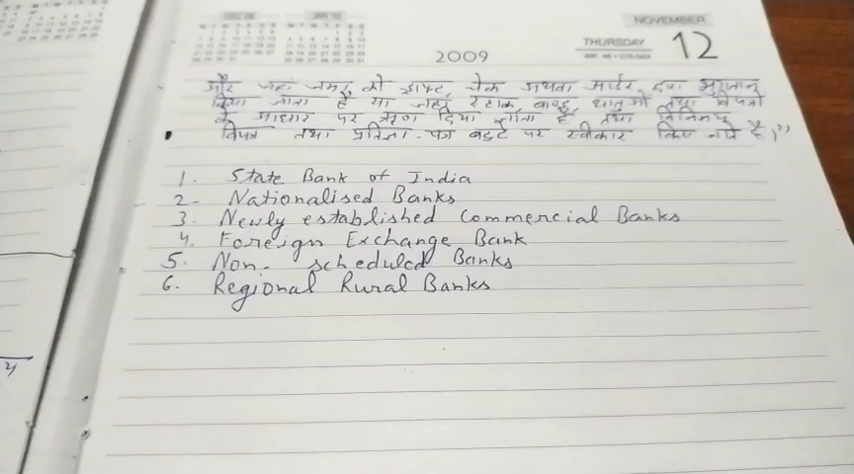 NOVEMBER
THURSDAY 12
2009
और जहां जमा की ड्राफ्ट, चेक अथवा आर्डर द्वारा भुगतान
किया जाता है या जहां स्टाक, बाण्ड, धातुओं तथा विपत्रों
के आधार पर ऋण दिया जाता है तथा विनिमय
विपत्र तथा प्रतिज्ञा-पत्र बट्टे पर स्वीकार किए जाते है।"
1. State Bank of India
2- Nationalised Banks
3. Newly established Commercial Banks
4. Foreign Exchange Bank
5. Non- scheduled Banks
6. Regional Rural Banks